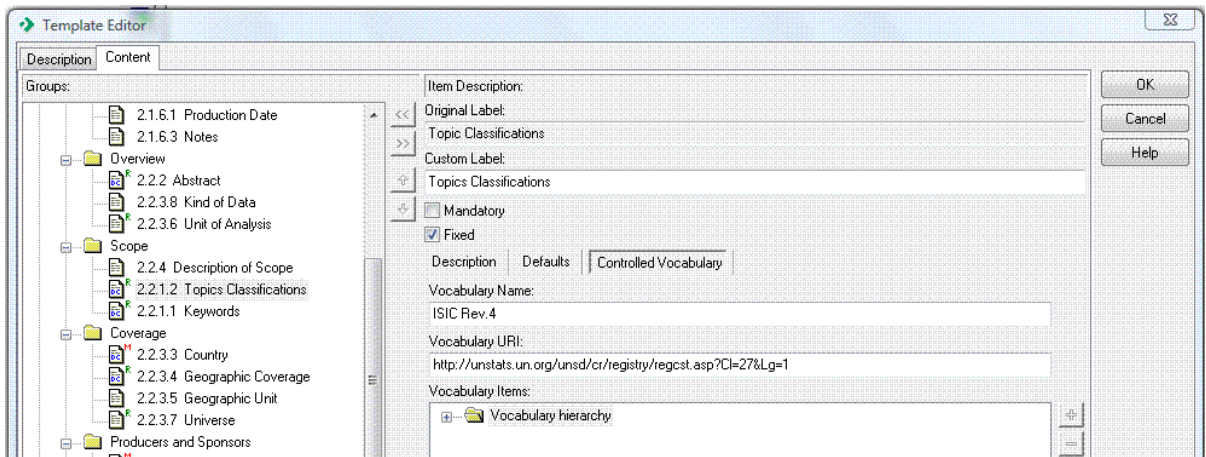 Template Editor
Description Content
Groups:
2.1.6.1 Production Date
2.1.6.3 Notes
Overview
DC R 2.2.2 Abstract
2.2.3.8 Kind of Data
R 2.2.3.6 Unit of Analysis
Scope
2.2.4 Description of Scope
DC R 2.2.1.2 Topics Classifications
DC R 2.2.1.1 Keywords
Coverage
DC M 2.2.3.3 Country
DC R 2.2.3.4 Geographic Coverage
2.2.3.5 Geographic Unit
R 2.2.3.7 Universe
Producers and Sponsors
M
<<
>>
Item Description:
Original Label:
Topic Classifications
Custom Label:
Topics Classifications
Mandatory
Fixed
Description Defaults Controlled Vocabulary
Vocabulary Name:
ISIC Rev.4
Vocabulary URI:
http://unstats.un.org/unsd/cr/registry/regcst.asp?Cl=27&Lg=1
Vocabulary Items:
Vocabulary hierarchy
OK
Cancel
Help